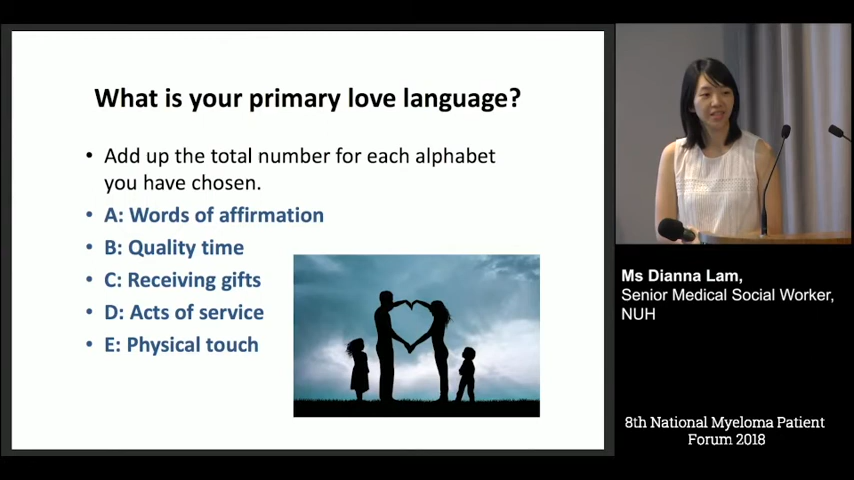 What is your primary love language?
• Add up the total number for each alphabet
you have chosen.
• A: Words of affirmation
• B: Quality time
• C: Receiving gifts
• D: Acts of service
• E: Physical touch
Ms Dianna Lam,
Senior Medical Social Worker,
NUH
8th National Myeloma Patient
Forum 2018